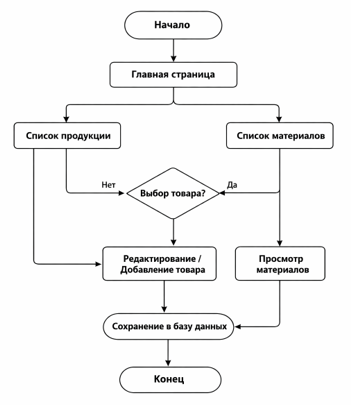 Начало
Главная страница
Список продукции
Список материалов
Нет
Выбор товара?
Да
Редактирование /
Добавление товара
Просмотр
материалов
Сохранение в базу данных
Конец